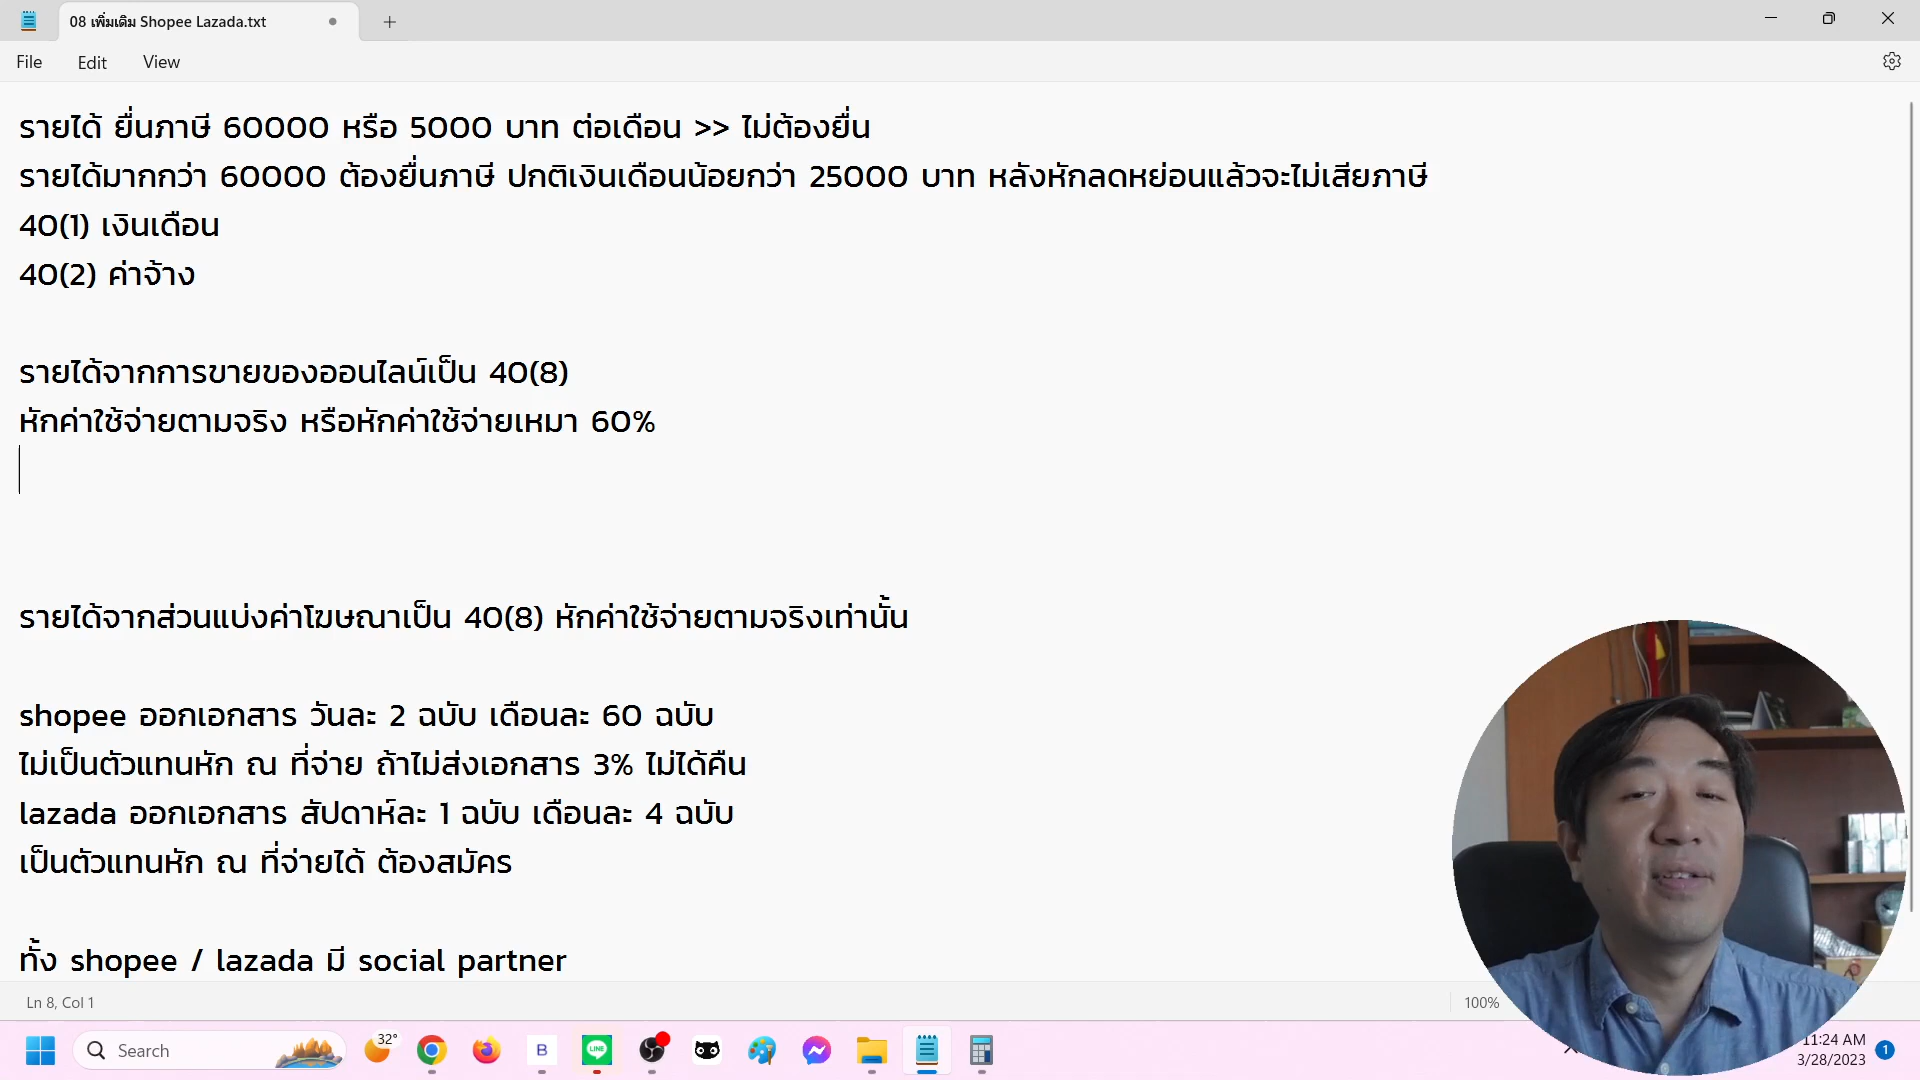 08 เพิ่มเติม Shopee Lazada.txt
File Edit View
รายได้ ยื่นภาษี 60000 หรือ 5000 บาท ต่อเดือน >> ไม่ต้องยื่น
รายได้มากกว่า 60000 ต้องยื่นภาษี ปกติเงินเดือนน้อยกว่า 25000 บาท หลังหักลดหย่อนแล้วจะไม่เสียภาษี
40(1) เงินเดือน
40(2) ค่าจ้าง
รายได้จากการขายของออนไลน์เป็น 40(8)
หักค่าใช้จ่ายตามจริง หรือหักค่าใช้จ่ายเหมา 60%
รายได้จากส่วนแบ่งค่าโฆษณาเป็น 40(8) หักค่าใช้จ่ายตามจริงเท่านั้น
shopee ออกเอกสาร วันละ 2 ฉบับ เดือนละ 60 ฉบับ
ไม่เป็นตัวแทนหัก ณ ที่จ่าย ถ้าไม่ส่งเอกสาร 3% ไม่ได้คืน
lazada ออกเอกสาร สัปดาห์ละ 1 ฉบับ เดือนละ 4 ฉบับ
เป็นตัวแทนหัก ณ ที่จ่ายได้ ต้องสมัคร
ทั้ง shopee / lazada มี social partner
Ln 8, Col 1
100%
Search
32°
B
LINE
11:24 AM
3/28/2023
1